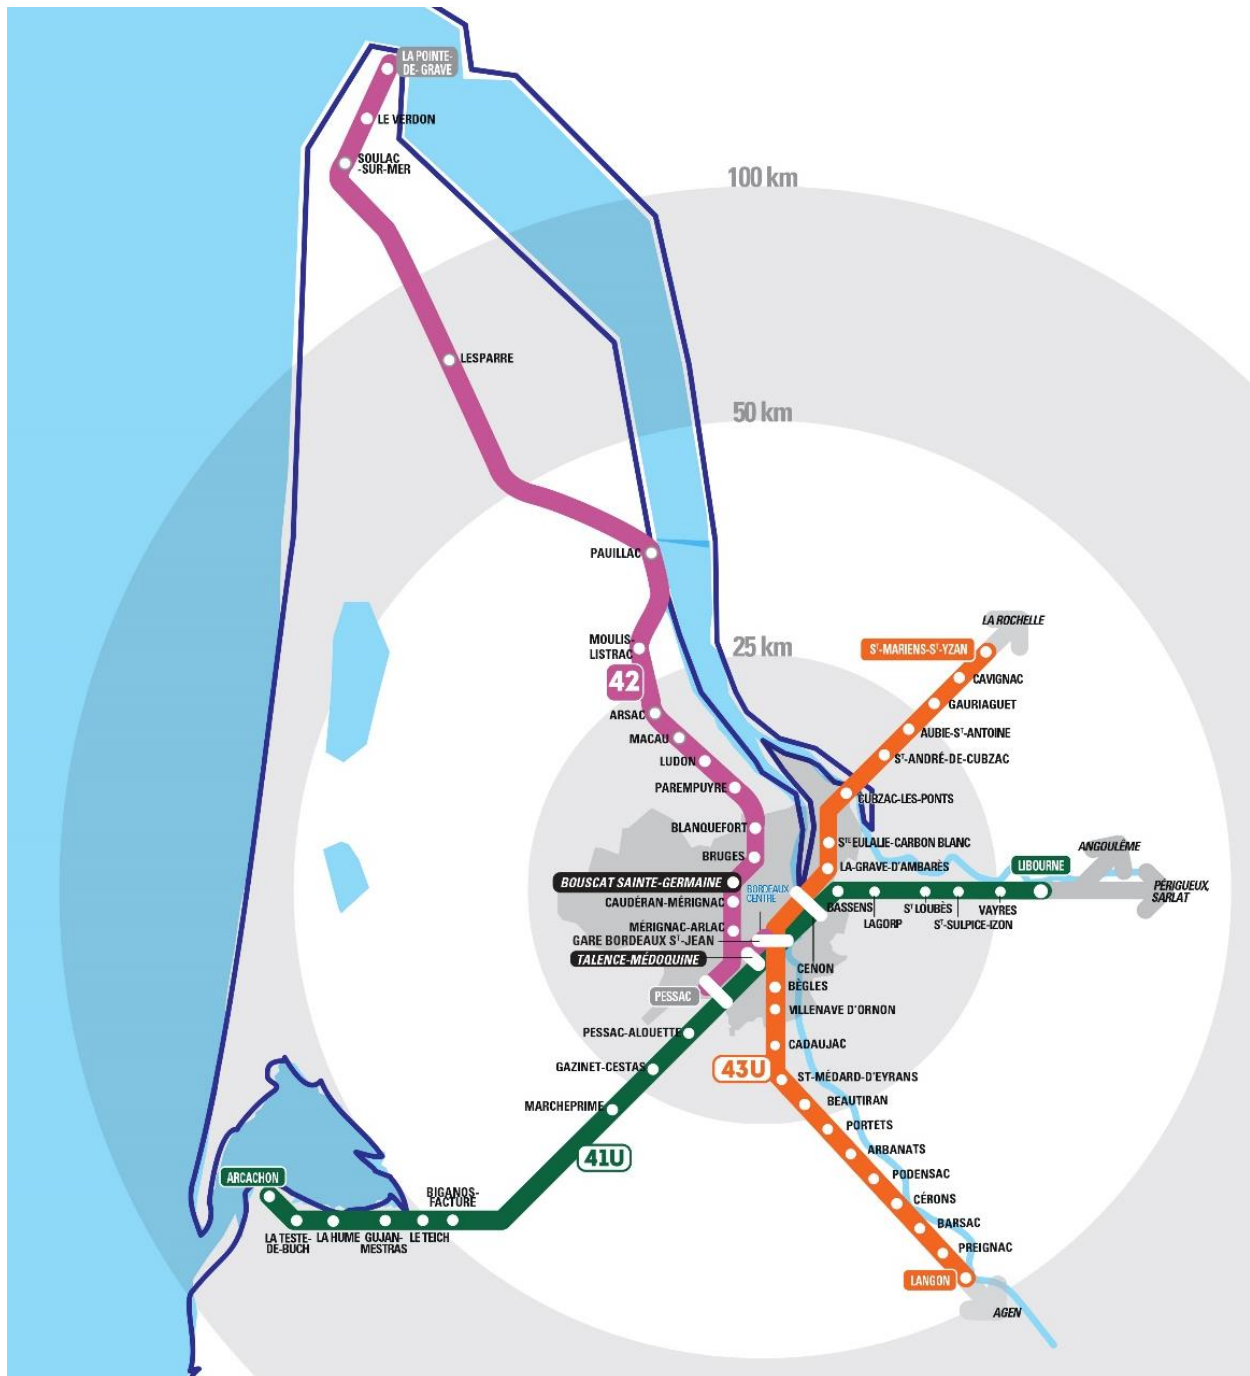 LA POINTE-
DE- GRAVE
LE VERDON
SOULAC
-SUR-MER
100 km
LESPARRE
50 km
PAUILLAC
LA ROCHELLE
MOULIS-
LISTRAC
25 km
Sᵀ-MARIENS-Sᵀ-YZAN
42
CAVIGNAC
GAURIAGUET
ARSAC
AUBIE-Sᵀ-ANTOINE
MACAU
Sᵀ-ANDRÉ-DE-CUBZAC
LUDON
PAREMPUYRE
CUBZAC-LES-PONTS
BLANQUEFORT
Sᵀᴱ EULALIE-CARBON BLANC
ANGOULÊME
BRUGES
LA-GRAVE-D'AMBARÈS
LIBOURNE
BOUSCAT SAINTE-GERMAINE
BORDEAUX
CENTRE
PÉRIGUEUX,
SARLAT
CAUDÉRAN-MÉRIGNAC
BASSENS
LAGORP
Sᵀ LOUBÈS
Sᵀ-SULPICE-IZON
VAYRES
MÉRIGNAC-ARLAC
GARE BORDEAUX Sᵀ-JEAN
TALENCE-MÉDOQUINE
CENON
PESSAC
BÈGLES
VILLENAVE D'ORNON
PESSAC-ALOUETTE
CADAUJAC
GAZINET-CESTAS
43U
ST-MÉDARD-D'EYRANS
MARCHEPRIME
BEAUTIRAN
PORTETS
ARBANATS
41U
PODENSAC
ARCACHON
BIGANOS-
FACTURE
CÉRONS
BARSAC
LA TESTE-
DE-BUCH
LA HUME
GUJAN-
MESTRAS
LE TEICH
PREIGNAC
LANGON
AGEN